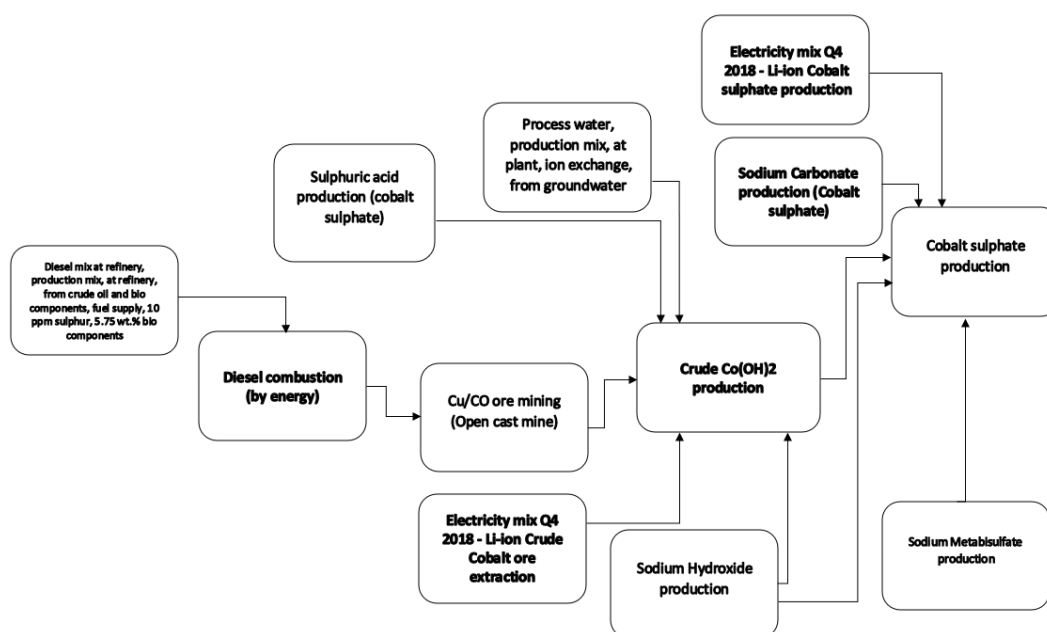 Electricity mix Q4
2018 - Li-ion Cobalt
sulphate production
Process water,
production mix, at
plant, ion exchange,
from groundwater
Sulphuric acid
production (cobalt
sulphate)
Sodium Carbonate
production (Cobalt
sulphate)
Cobalt sulphate
production
Diesel mix at refinery,
production mix, at refinery,
from crude oil and bio
components, fuel supply, 10
ppm sulphur, 5.75 wt.% bio
components
Diesel combustion
(by energy)
Cu/CO ore mining
(Open cast mine)
Crude Co(OH)2
production
Electricity mix Q4
2018 - Li-ion Crude
Cobalt ore
extraction
Sodium Hydroxide
production
Sodium Metabisulfate
production